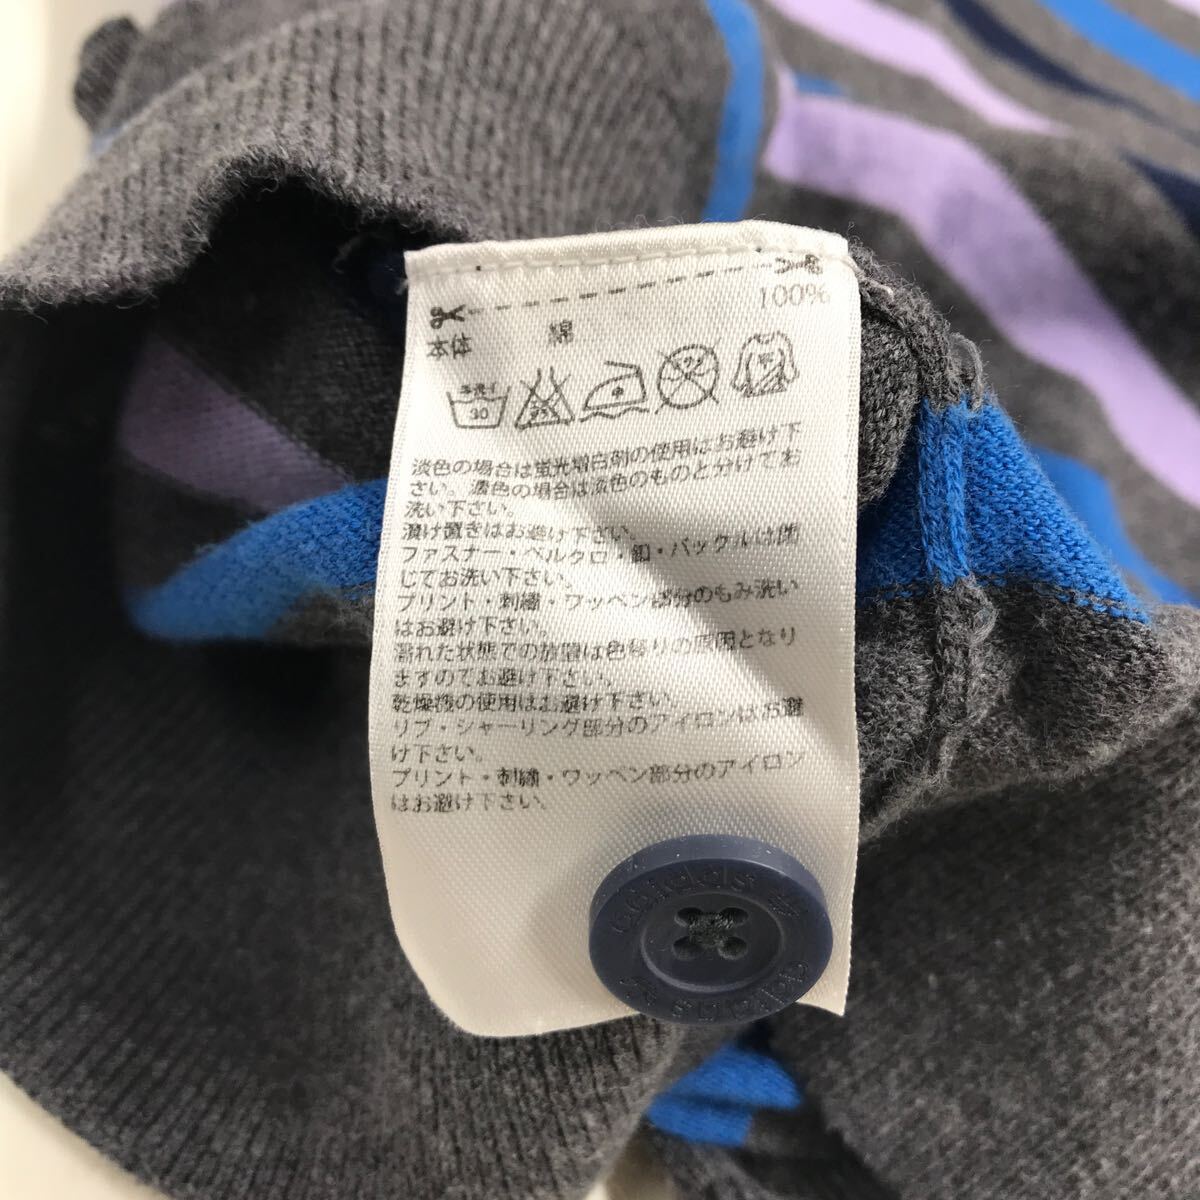 本体 綿 100%
手洗イ
30
淡色の場合は蛍光増白剤の使用はお避け下
さい。濃色の場合は淡色のものと分けてお
洗い下さい。
漬け置きはお避け下さい。
ファスナー・ベルクロ・釦・バックルは閉
じてお洗い下さい。
プリント・刺繍・ワッペン部分のもみ洗い
はお避け下さい。
濡れた状態での放置は色移りの原因となり
ますのでお避け下さい。
乾燥機の使用はお避け下さい。
リブ・シャーリング部分のアイロンはお避
け下さい。
プリント・刺繍・ワッペン部分のアイロン
はお避け下さい。
adidas
adidas